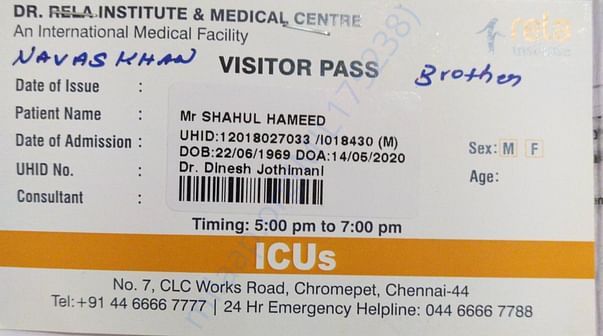 DR. RELA INSTITUTE & MEDICAL CENTRE
An International Medical Facility
rela
institute
NAVAS KHAN
VISITOR PASS
Brother
Date of Issue :
Patient Name :
Mr SHAHUL HAMEED
UHID:12018027033 /I018430 (M)
Date of Admission :
DOB:22/06/1969 DOA:14/05/2020
Sex: M F
UHID No. :
Dr. Dinesh Jothimani
Age:
Consultant :
Timing: 5:00 pm to 7:00 pm
ICUs
No. 7, CLC Works Road, Chromepet, Chennai-44
Tel:+91 44 6666 7777 | 24 Hr Emergency Helpline: 044 6666 7788